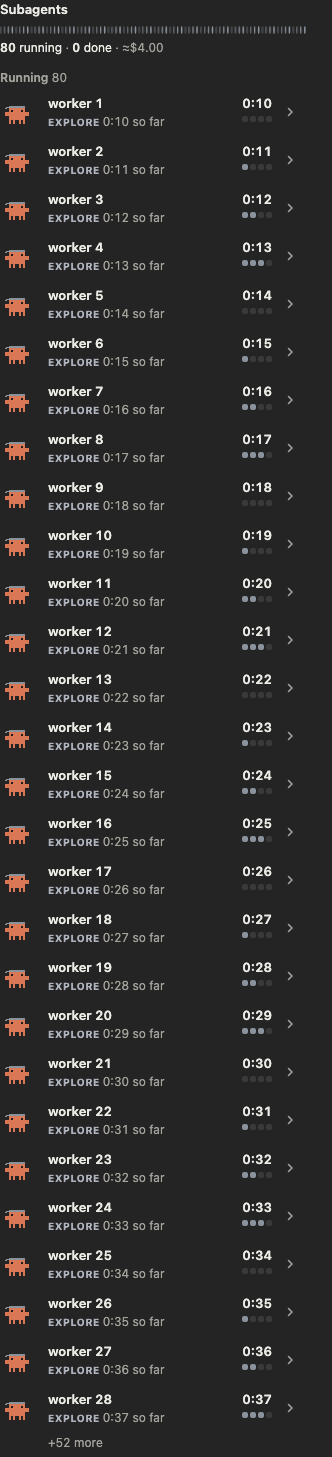 Subagents
80 running · 0 done · ≈$4.00
Running 80
worker 1 0:10
EXPLORE 0:10 so far
worker 2 0:11
EXPLORE 0:11 so far
worker 3 0:12
EXPLORE 0:12 so far
worker 4 0:13
EXPLORE 0:13 so far
worker 5 0:14
EXPLORE 0:14 so far
worker 6 0:15
EXPLORE 0:15 so far
worker 7 0:16
EXPLORE 0:16 so far
worker 8 0:17
EXPLORE 0:17 so far
worker 9 0:18
EXPLORE 0:18 so far
worker 10 0:19
EXPLORE 0:19 so far
worker 11 0:20
EXPLORE 0:20 so far
worker 12 0:21
EXPLORE 0:21 so far
worker 13 0:22
EXPLORE 0:22 so far
worker 14 0:23
EXPLORE 0:23 so far
worker 15 0:24
EXPLORE 0:24 so far
worker 16 0:25
EXPLORE 0:25 so far
worker 17 0:26
EXPLORE 0:26 so far
worker 18 0:27
EXPLORE 0:27 so far
worker 19 0:28
EXPLORE 0:28 so far
worker 20 0:29
EXPLORE 0:29 so far
worker 21 0:30
EXPLORE 0:30 so far
worker 22 0:31
EXPLORE 0:31 so far
worker 23 0:32
EXPLORE 0:32 so far
worker 24 0:33
EXPLORE 0:33 so far
worker 25 0:34
EXPLORE 0:34 so far
worker 26 0:35
EXPLORE 0:35 so far
worker 27 0:36
EXPLORE 0:36 so far
worker 28 0:37
EXPLORE 0:37 so far
+52 more